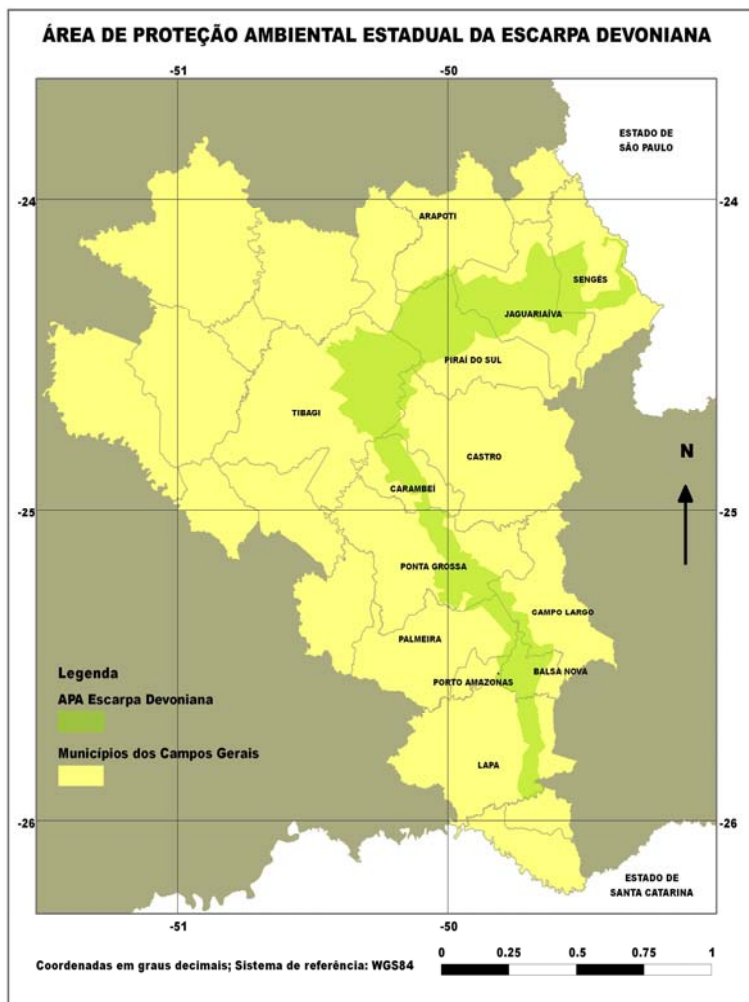 ÁREA DE PROTEÇÃO AMBIENTAL ESTADUAL DA ESCARPA DEVONIANA
-51
-50
ESTADO DE
SÃO PAULO
-24
-24
ARAPOTI
SENGÉS
JAGUARIAÍVA
PIRAÍ DO SUL
TIBAGI
CASTRO
N
CARAMBEÍ
-25
-25
PONTA GROSSA
CAMPO LARGO
PALMEIRA
Legenda
BALSA NOVA
PORTO AMAZONAS
APA Escarpa Devoniana
Municípios dos Campos Gerais
LAPA
-26
-26
ESTADO DE
SANTA CATARINA
-51
-50
Coordenadas em graus decimais; Sistema de referência: WGS84
0 0.25 0.5 0.75 1